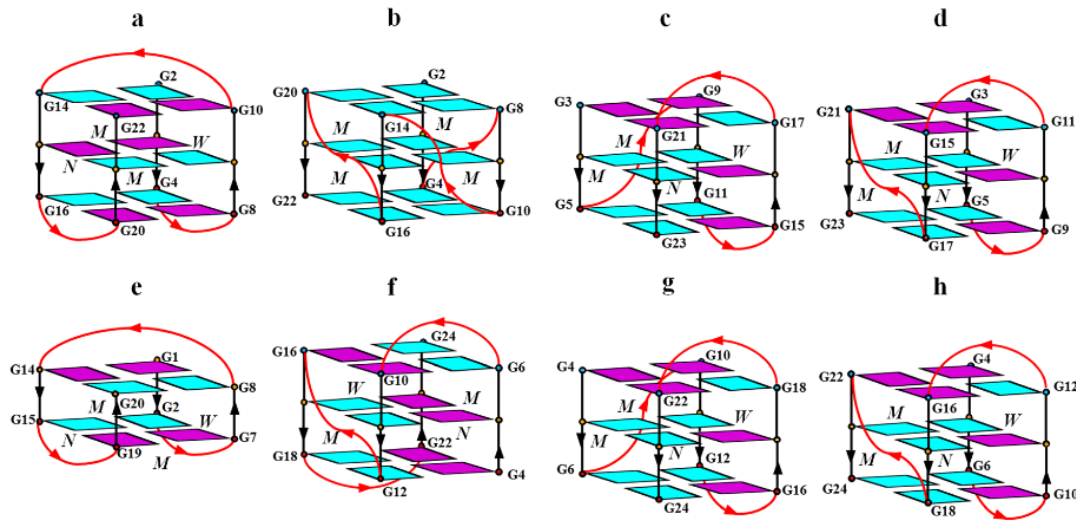 a b c d
G2
G14 G10
M G22 W
N M G4
G16 G8
G20
G20 G2
G8
M G14 M
M M G4
G22 G10
G16
G3 G9
G17
G21
M W
M N
G5 G11 G15
G23
G21 G3
G11
G15
M W
N G5
G23 G9
G17
e f g h
G1
G14 G8
M G20 G2
W
G15 G7
N G19 M
G16 G24
G6
W G10 M
M G22 N
G18 G12 G4
G4 G10
G18
M G22
W
M N G12
G6 G16
G24
G22 G4
G12
G16
M W
N G6
G24 G10
G18